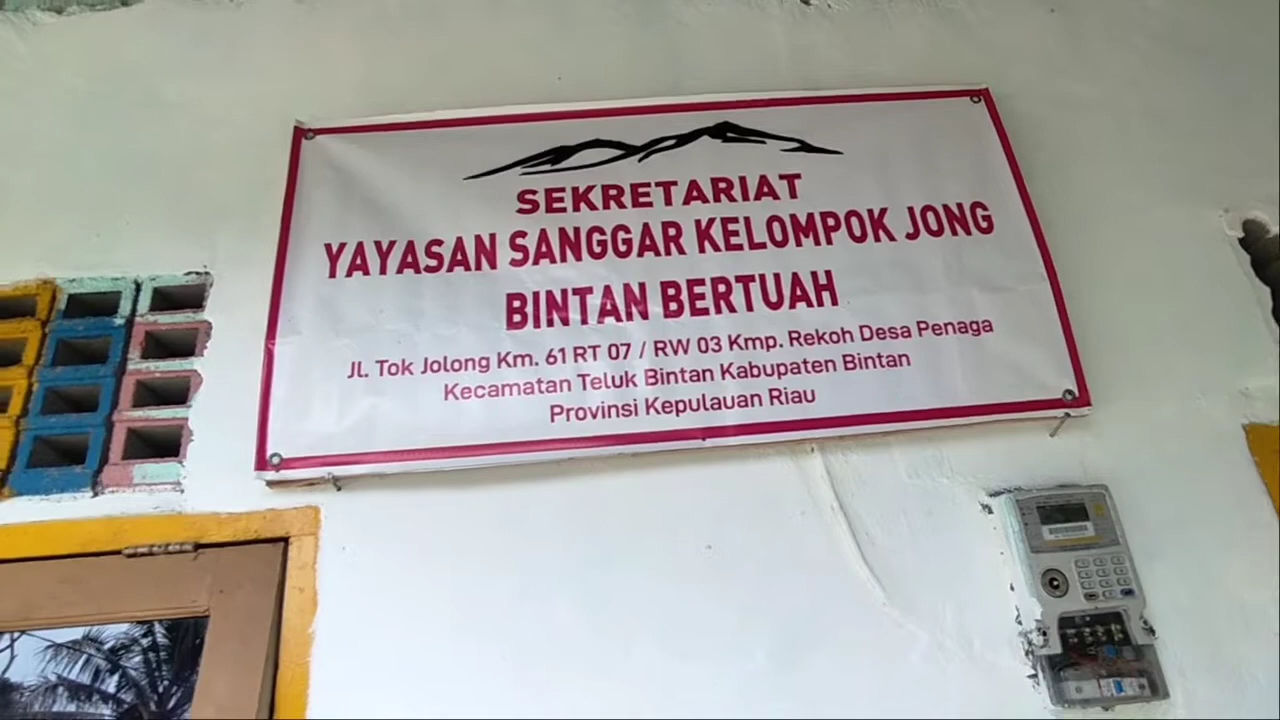 SEKRETARIAT
YAYASAN SANGGAR KELOMPOK JONG
BINTAN BERTUAH
Jl. Tok Jolong Km. 61 RT 07 / RW 03 Kmp. Rekoh Desa Penaga
Kecamatan Teluk Bintan Kabupaten Bintan
Provinsi Kepulauan Riau